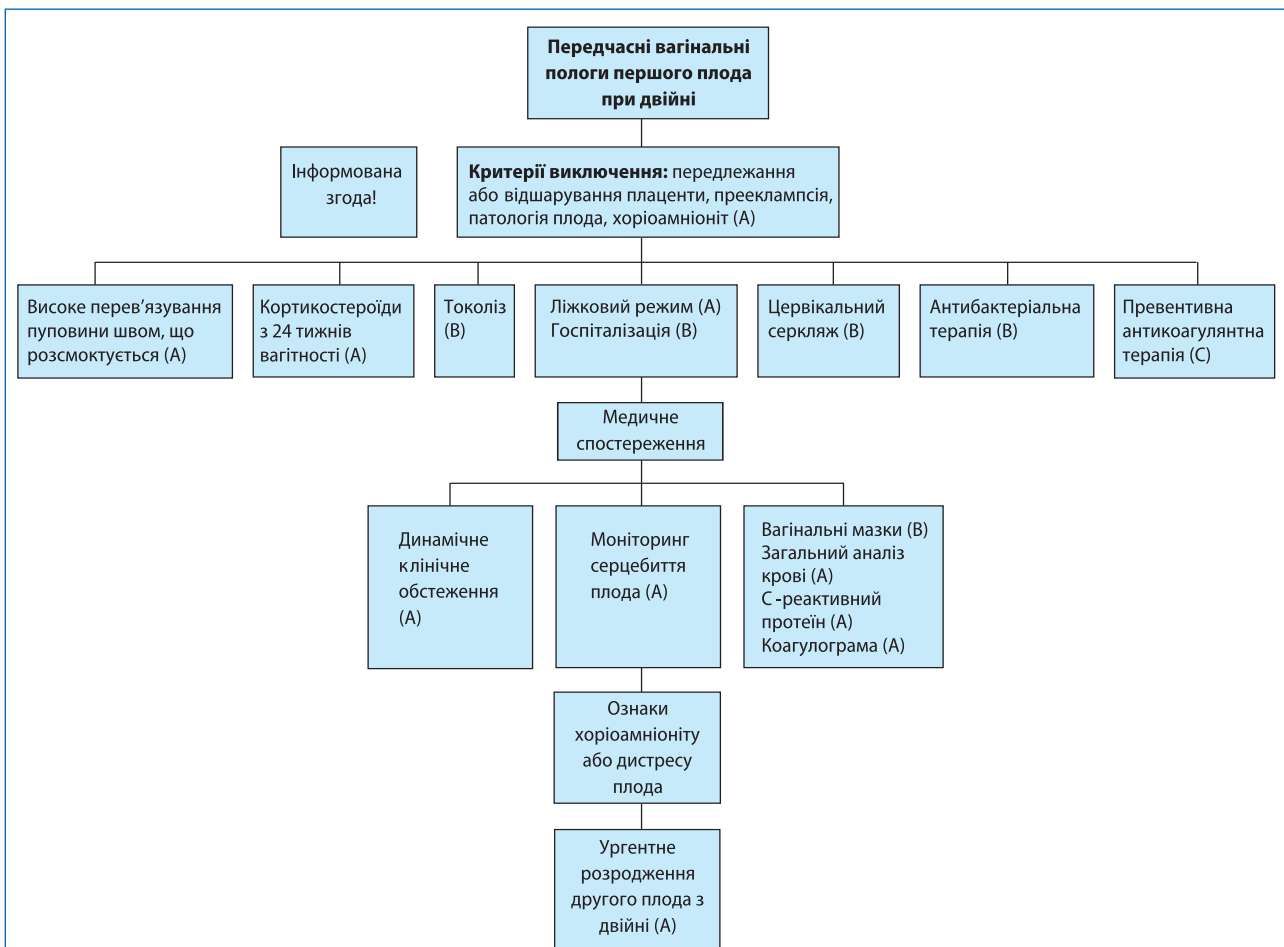 Передчасні вагінальні
пологи першого плода
при двійні
Інформована
згода!
Критерії виключення: передлежання
або відшарування плаценти, прееклампсія,
патологія плода, хоріоамніоніт (А)
Високе перев’язування
пуповини швом, що
розсмоктується (А)
Кортикостероїди
з 24 тижнів
вагітності (А)
Токоліз
(В)
Ліжковий режим (А)
Госпіталізація (В)
Цервікальний
серкляж (В)
Антибактеріальна
терапія (В)
Превентивна
антикоагулянтна
терапія (С)
Медичне
спостереження
Динамічне
клінічне
обстеження
(А)
Моніторинг
серцебиття
плода (А)
Вагінальні мазки (В)
Загальний аналіз
крові (А)
С-реактивний
протеїн (А)
Коагулограма (А)
Ознаки
хоріоамніоніту
або дистресу
плода
Ургентне
розродження
другого плода з
двійні (А)